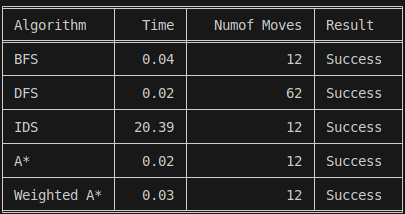 Algorithm Time Numof Moves Result
BFS 0.04 12 Success
DFS 0.02 62 Success
IDS 20.39 12 Success
A* 0.02 12 Success
Weighted A* 0.03 12 Success